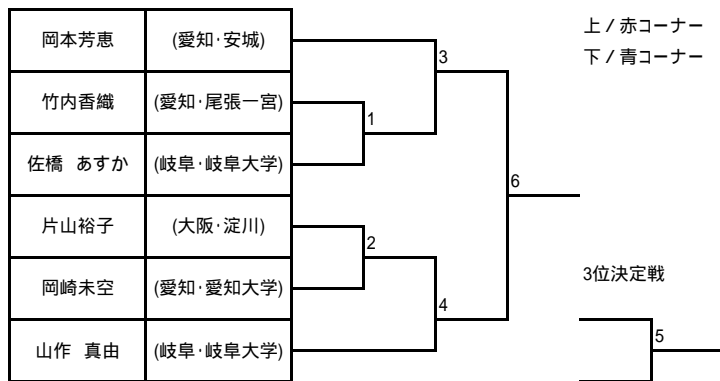 岡本芳恵 (愛知・安城)
竹内香織 (愛知・尾張一宮)
佐橋 あすか (岐阜・岐阜大学)
片山裕子 (大阪・淀川)
岡崎未空 (愛知・愛知大学)
山作 真由 (岐阜・岐阜大学)
1
2
3
4
6
上 / 赤コーナー
下 / 青コーナー
3位決定戦
5